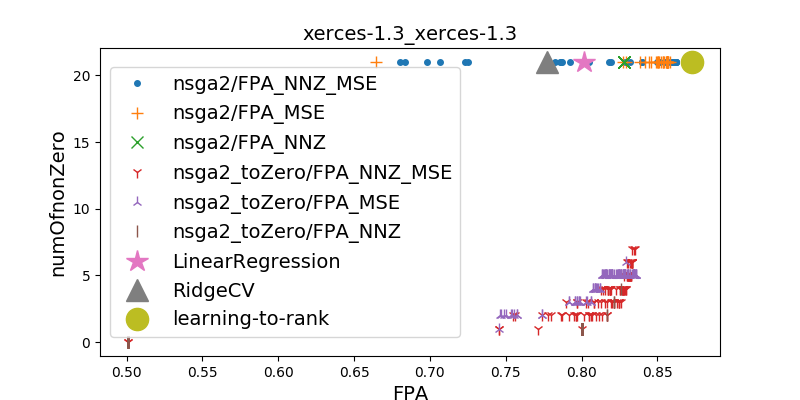 xerces-1.3_xerces-1.3
numOfnonZero
20
15
10
5
0
nsga2/FPA_NNZ_MSE
nsga2/FPA_MSE
nsga2/FPA_NNZ
nsga2_toZero/FPA_NNZ_MSE
nsga2_toZero/FPA_MSE
nsga2_toZero/FPA_NNZ
LinearRegression
RidgeCV
learning-to-rank
0.50 0.55 0.60 0.65 0.70 0.75 0.80 0.85
FPA